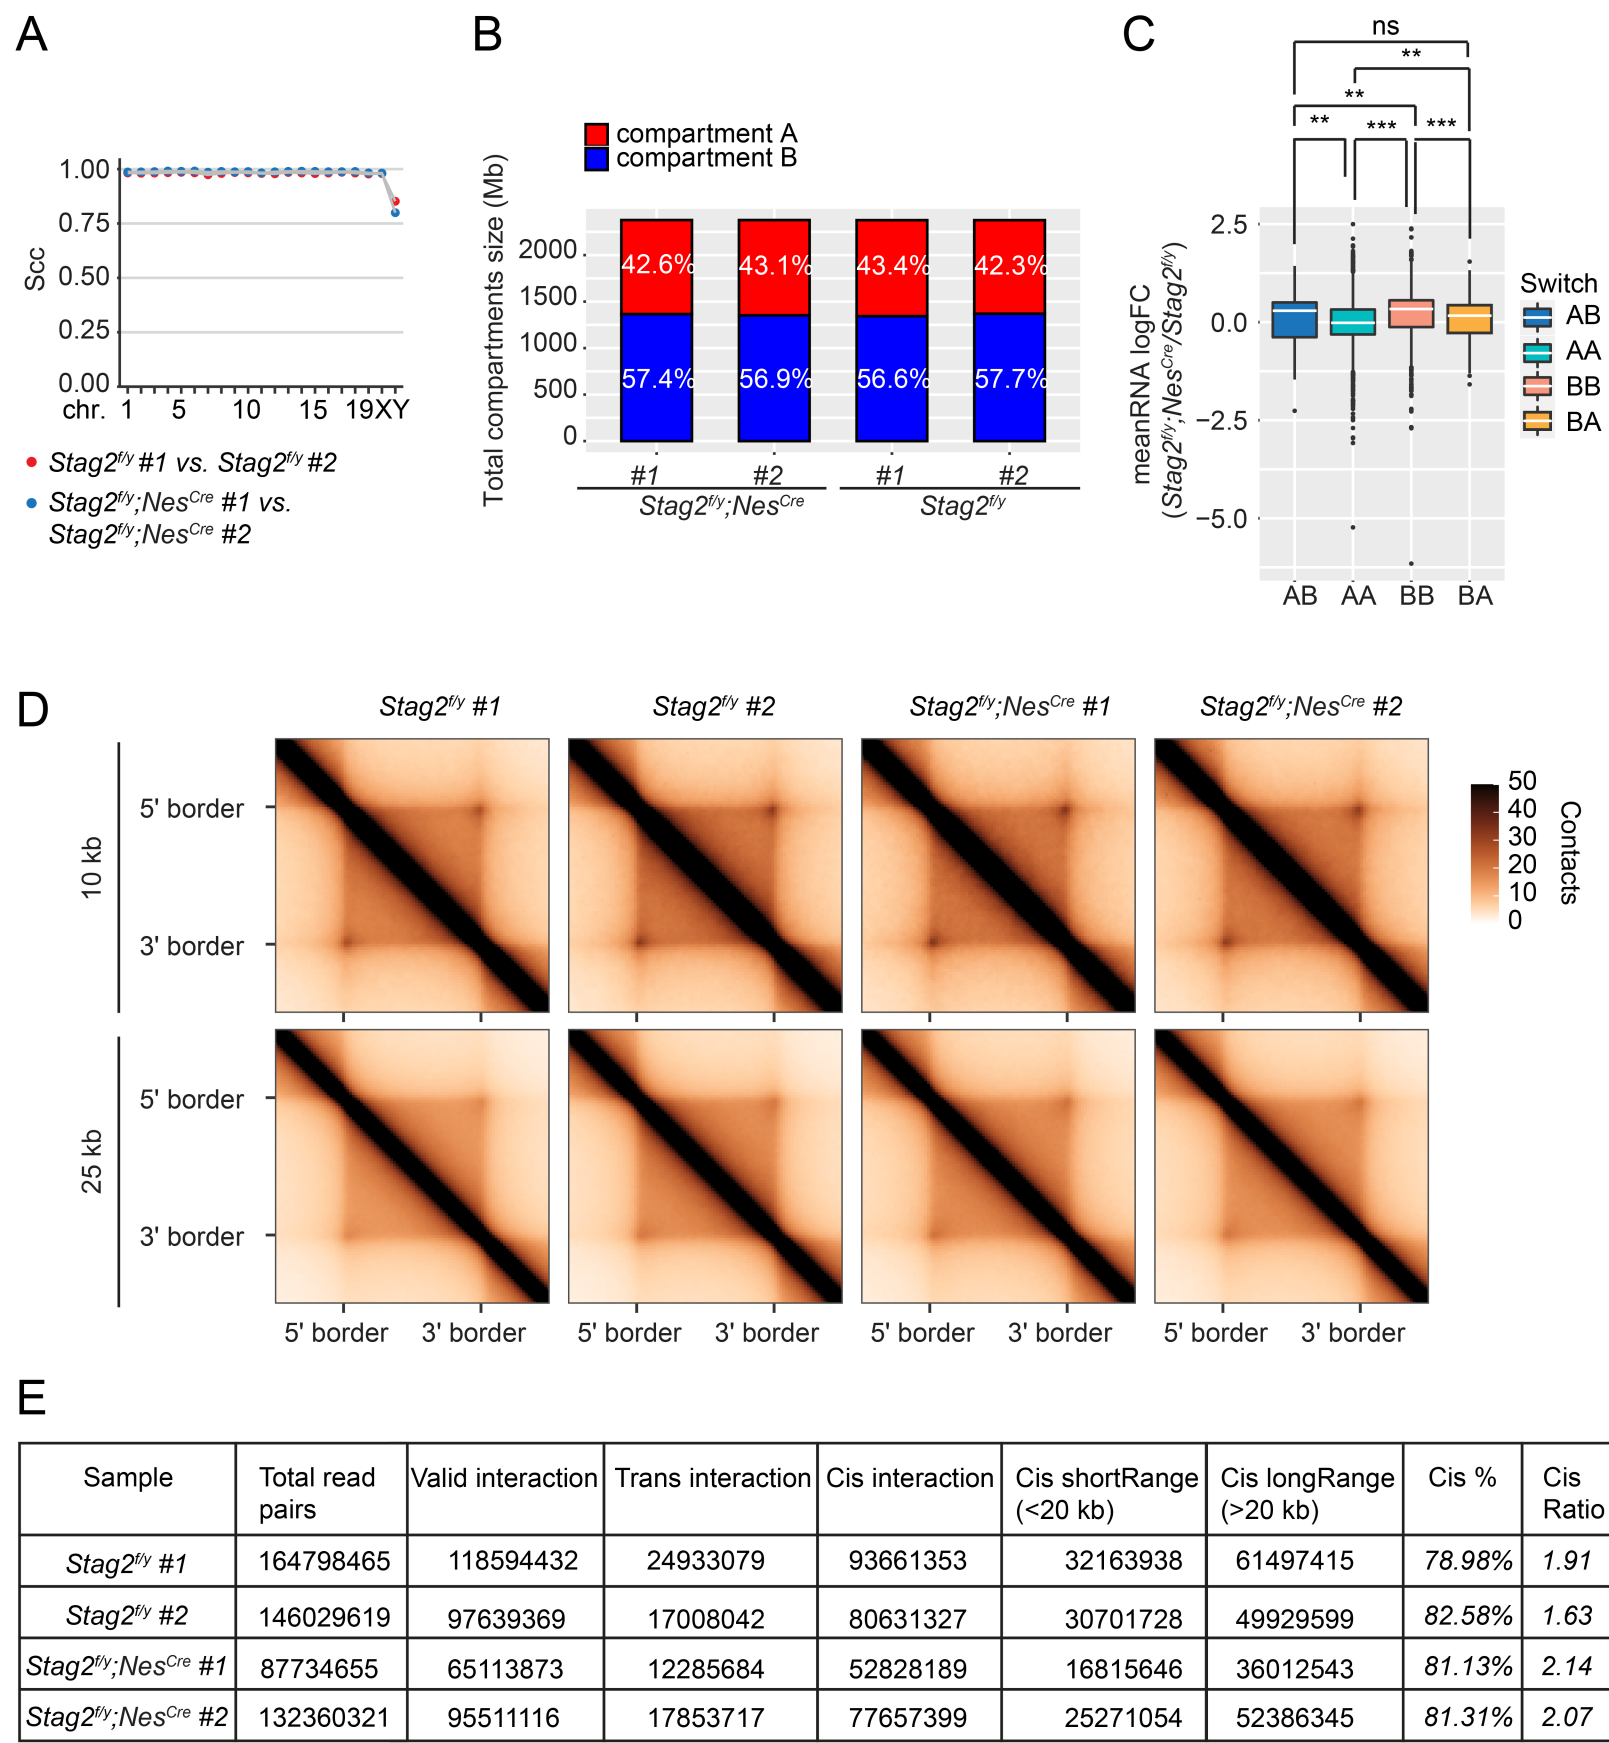 A
Scc
1.00
0.75
0.50
0.25
0.00
chr. 1 5 10 15 19XY
Stag2f/y #1 vs. Stag2f/y #2
Stag2f/y;NesCre #1 vs.
Stag2f/y;NesCre #2
B
compartment A
compartment B
Total compartments size (Mb)
2000
1500
1000
500
0
42.6% 43.1% 43.4% 42.3%
57.4% 56.9% 56.6% 57.7%
#1 #2 #1 #2
Stag2f/y;NesCre Stag2f/y
C
ns
**
**
** *** ***
meanRNA logFC
(Stag2f/y;NesCre/Stag2f/y)
2.5
0.0
−2.5
−5.0
AB AA BB BA
Switch
AB
AA
BB
BA
D
Stag2f/y #1 Stag2f/y #2 Stag2f/y;NesCre #1 Stag2f/y;NesCre #2
10 kb
5' border
3' border
50
40
30
20
10
0
Contacts
25 kb
5' border
3' border
5' border 3' border 5' border 3' border 5' border 3' border 5' border 3' border
E
Sample Total read pairs Valid interaction Trans interaction Cis interaction Cis shortRange (<20 kb) Cis longRange (>20 kb) Cis % Cis Ratio
Stag2f/y #1 164798465 118594432 24933079 93661353 32163938 61497415 78.98% 1.91
Stag2f/y #2 146029619 97639369 17008042 80631327 30701728 49929599 82.58% 1.63
Stag2f/y;NesCre #1 87734655 65113873 12285684 52828189 16815646 36012543 81.13% 2.14
Stag2f/y;NesCre #2 132360321 95511116 17853717 77657399 25271054 52386345 81.31% 2.07